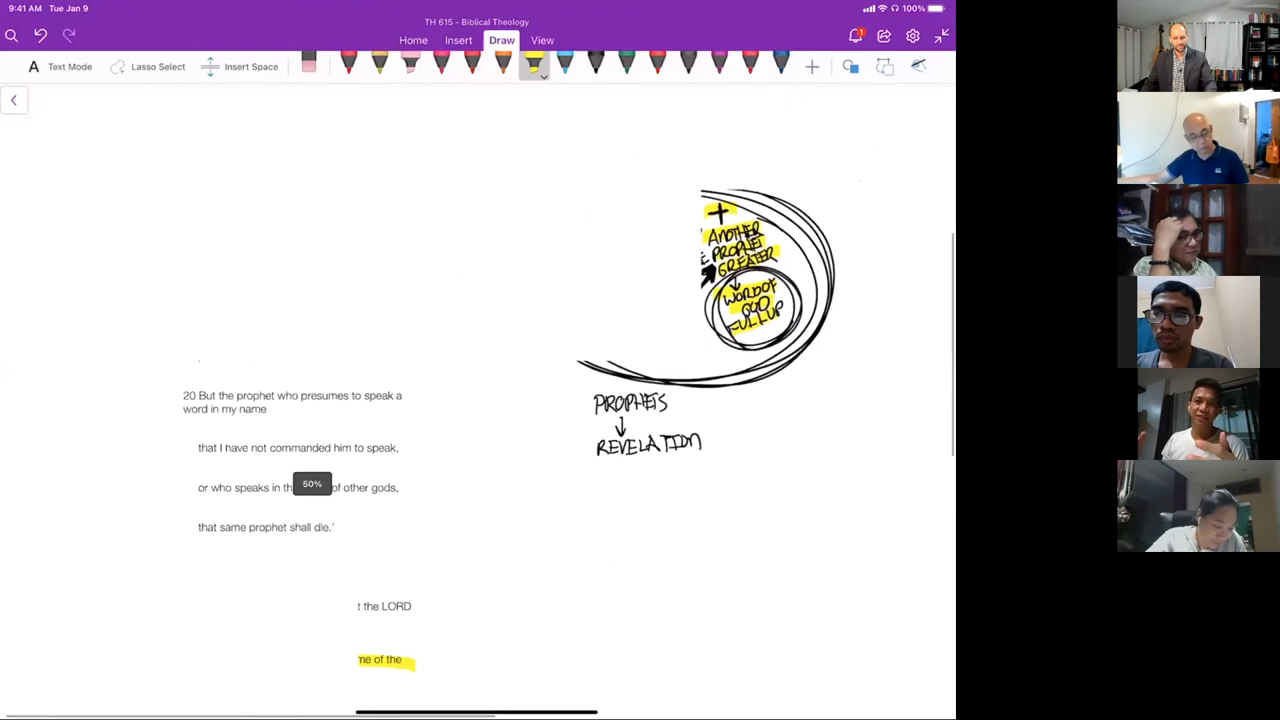 9:41 AM Tue Jan 9
100%
TH 615 - Biblical Theology
Home Insert Draw View
1
A Text Mode Lasso Select Insert Space
+
ANOTHER
PROPHET
GREATER
WORD OF
GOD
PROPHETS
REVELATION
20 But the prophet who presumes to speak a
word in my name
that I have not commanded him to speak,
or who speaks in th 50% of other gods,
that same prophet shall die.'
t the LORD
me of the